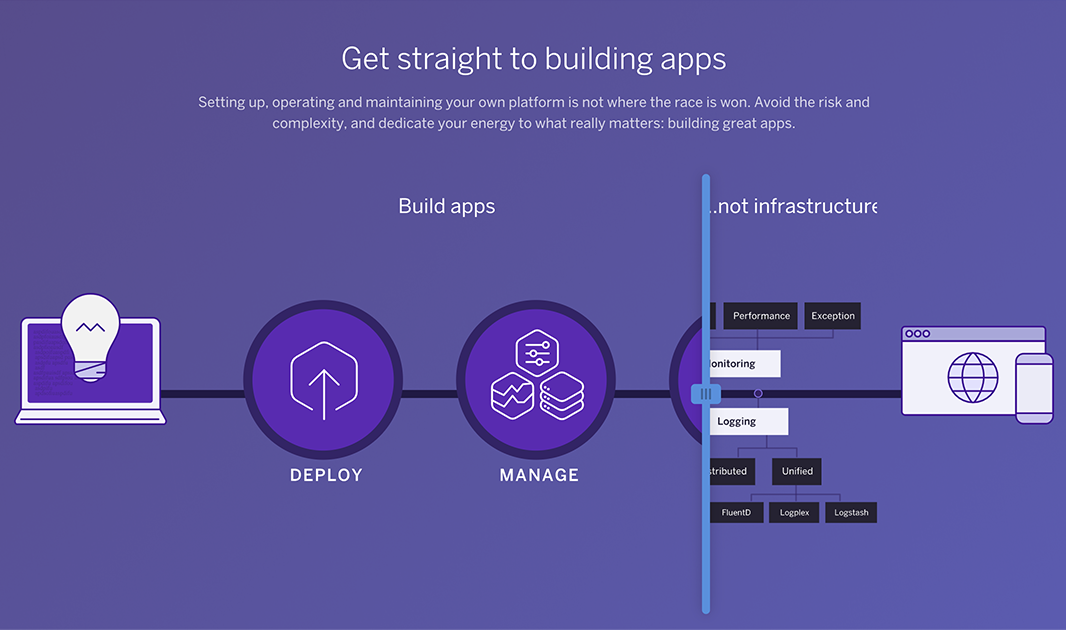 Get straight to building apps
Setting up, operating and maintaining your own platform is not where the race is won. Avoid the risk and
complexity, and dedicate your energy to what really matters: building great apps.
Build apps
..not infrastructure
Performance
Exception
onitoring
Logging
stributed
Unified
FluentD
Logplex
Logstash
DEPLOY
MANAGE